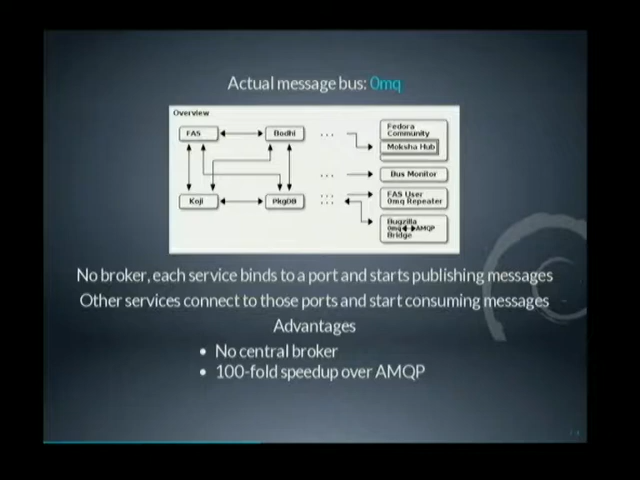 Actual message bus: 0mq
Overview
FAS
Bodhi
...
Fedora
Community
Moksha Hub
...
Bus Monitor
Koji
PkgDB
...
...
FAS User
0mq Repeater
Bugzilla
0mq AMQP
Bridge
No broker, each service binds to a port and starts publishing messages
Other services connect to those ports and start consuming messages
Advantages
• No central broker
• 100-fold speedup over AMQP